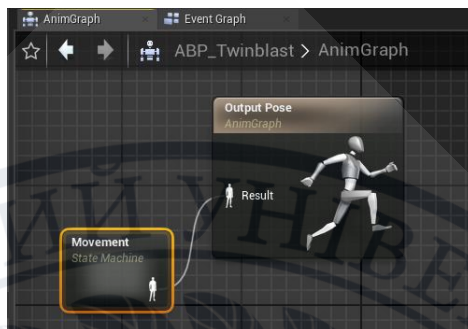 AnimGraph
Event Graph
ABP_Twinblast > AnimGraph
Output Pose
AnimGraph
Result
Movement
State Machine